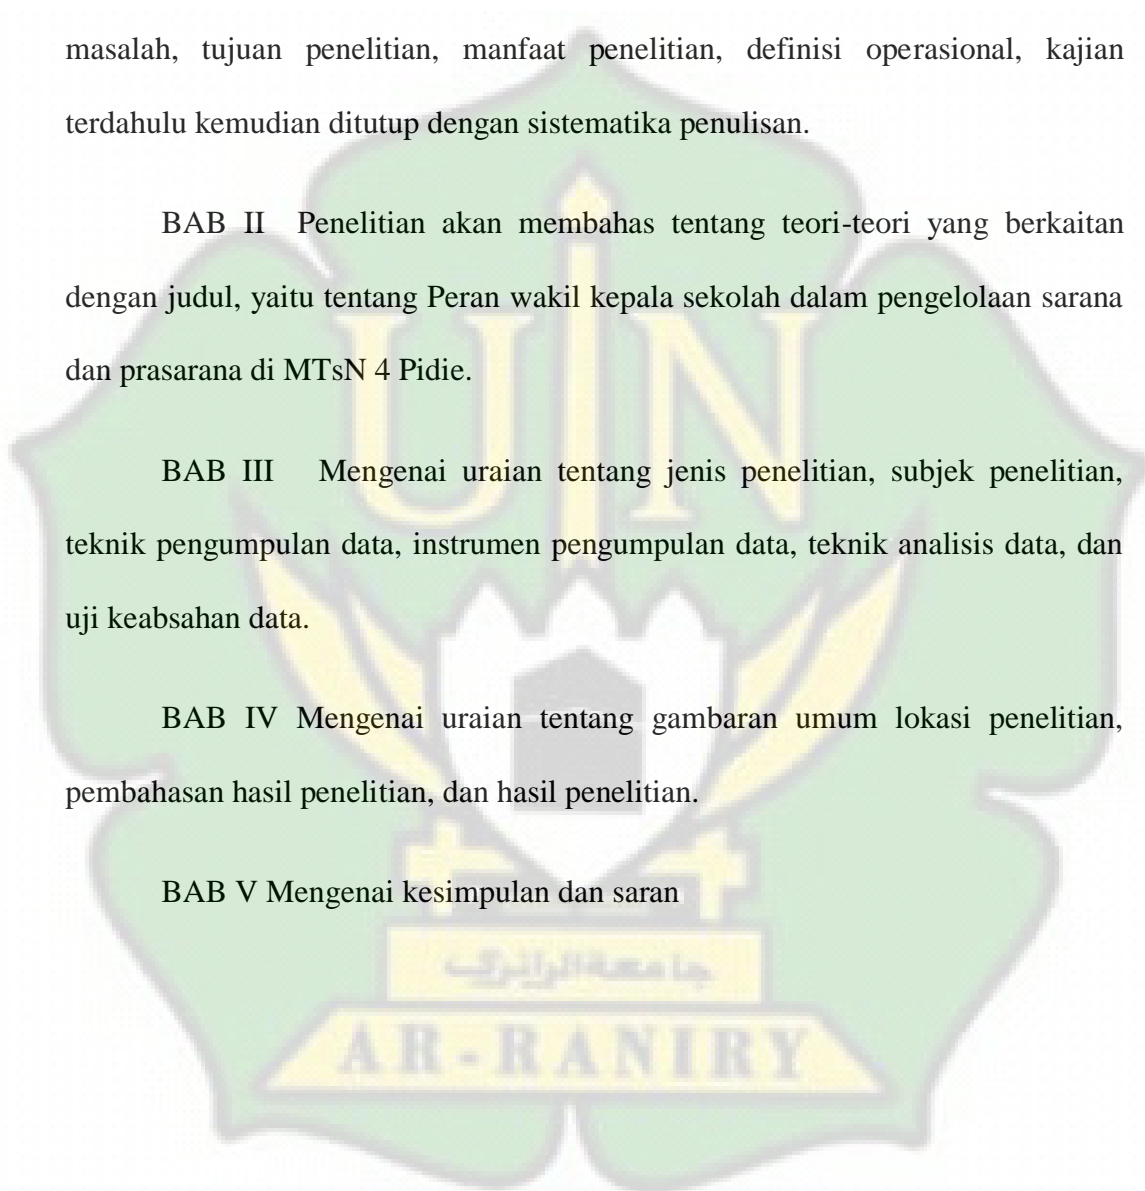 masalah, tujuan penelitian, manfaat penelitian, definisi operasional, kajian
terdahulu kemudian ditutup dengan sistematika penulisan.
BAB II Penelitian akan membahas tentang teori-teori yang berkaitan
dengan judul, yaitu tentang Peran wakil kepala sekolah dalam pengelolaan sarana
dan prasarana di MTsN 4 Pidie.
BAB III Mengenai uraian tentang jenis penelitian, subjek penelitian,
teknik pengumpulan data, instrumen pengumpulan data, teknik analisis data, dan
uji keabsahan data.
BAB IV Mengenai uraian tentang gambaran umum lokasi penelitian,
pembahasan hasil penelitian, dan hasil penelitian.
BAB V Mengenai kesimpulan dan saran
UIN
جامعة الرانري
AR-RANIRY